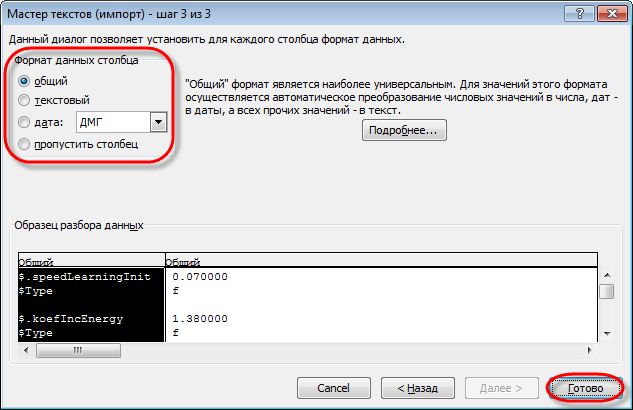 Мастер текстов (импорт) - шаг 3 из 3
Данный диалог позволяет установить для каждого столбца формат данных.
Формат данных столбца
общий
текстовый
дата: ДМГ
пропустить столбец
"Общий" формат является наиболее универсальным. Для значений этого формата
осуществляется автоматическое преобразование числовых значений в числа, дат -
в даты, а всех прочих значений - в текст.
Подробнее...
Образец разбора данных
Общий Общий
$.speedLearningInit 0.070000
$Type f
$.koefIncEnergy 1.380000
$Type f
Cancel < Назад Далее > Готово